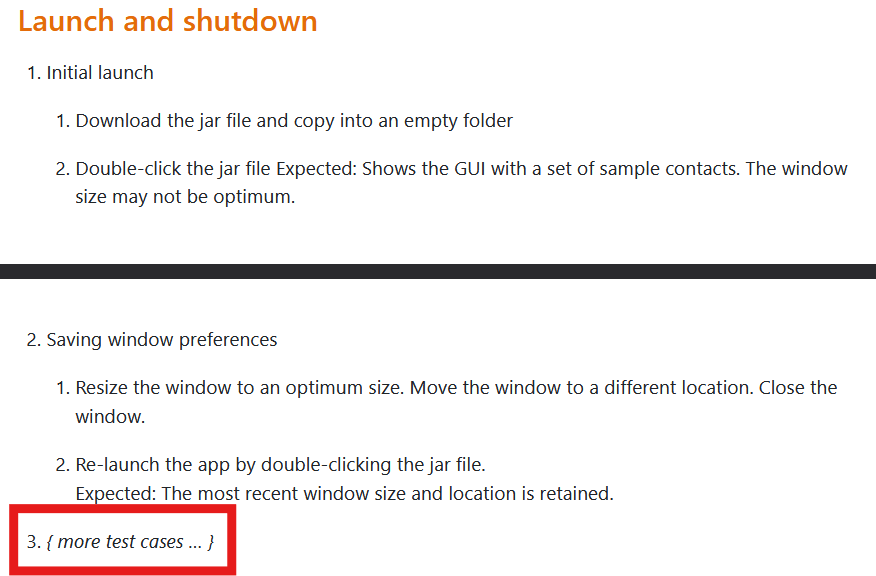 Launch and shutdown
1. Initial launch
1. Download the jar file and copy into an empty folder
2. Double-click the jar file Expected: Shows the GUI with a set of sample contacts. The window
size may not be optimum.
2. Saving window preferences
1. Resize the window to an optimum size. Move the window to a different location. Close the
window.
2. Re-launch the app by double-clicking the jar file.
Expected: The most recent window size and location is retained.
3. { more test cases … }